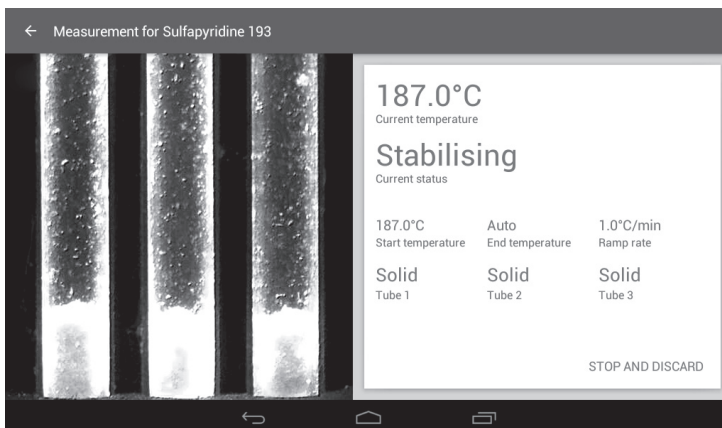 Measurement for Sulfapyridine 193
187.0°C
Current temperature
Stabilising
Current status
187.0°C Auto 1.0°C/min
Start temperature End temperature Ramp rate
Solid Solid Solid
Tube 1 Tube 2 Tube 3
STOP AND DISCARD